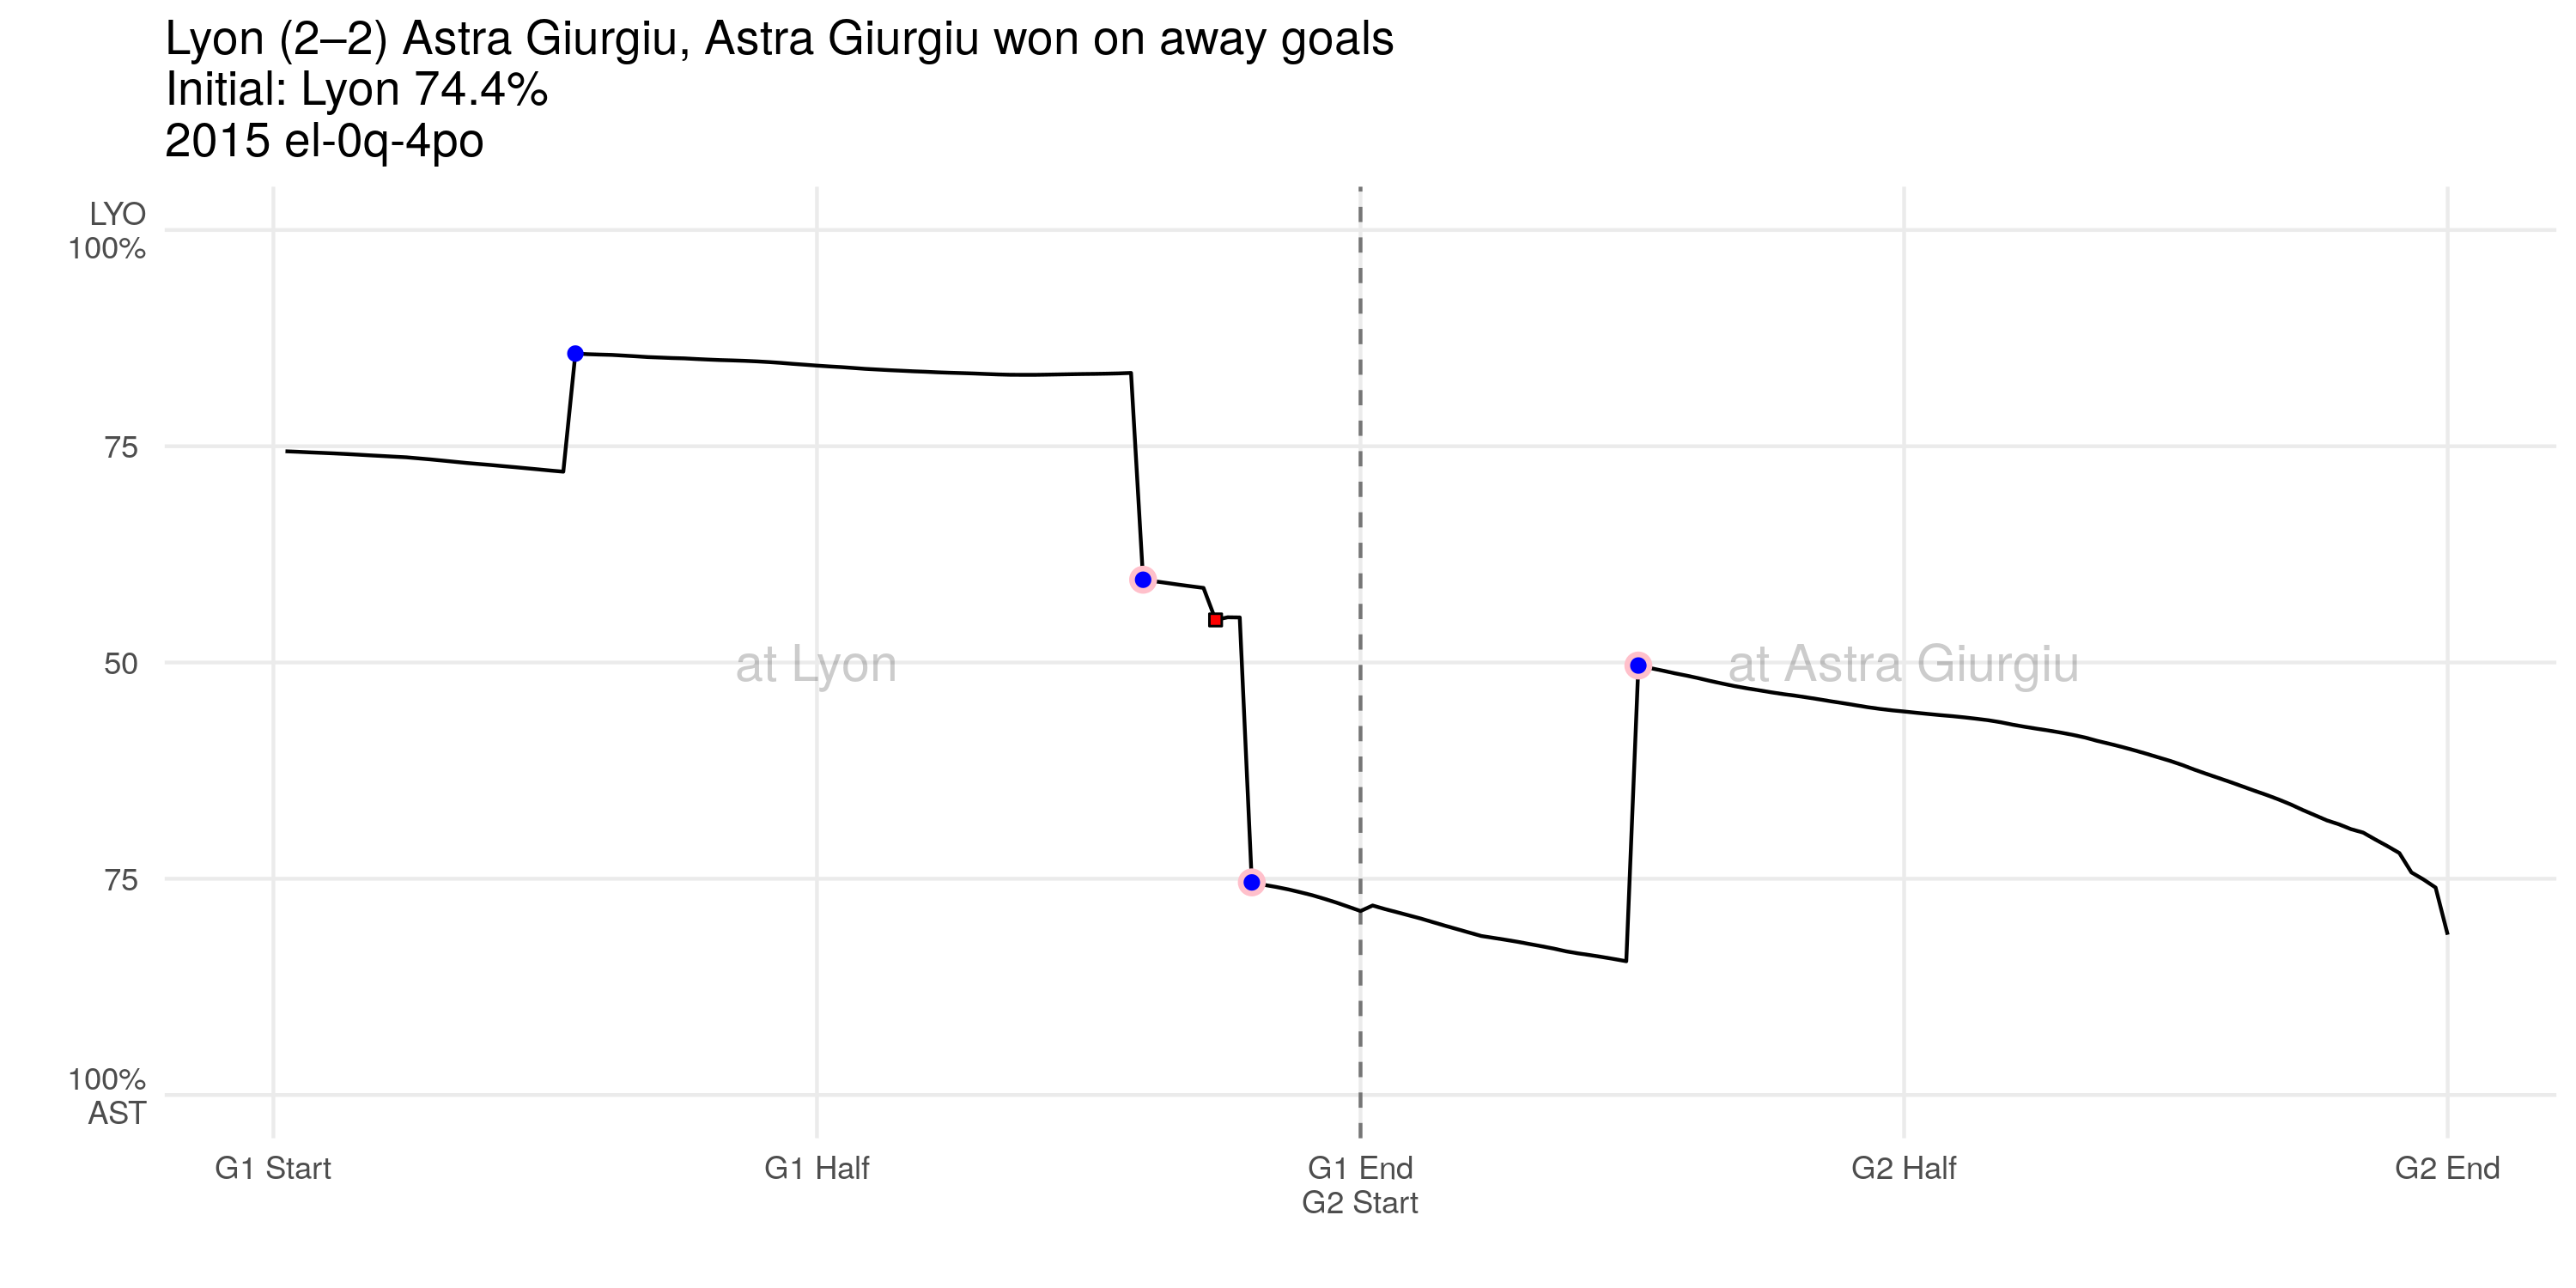 Lyon (2–2) Astra Giurgiu, Astra Giurgiu won on away goals
Initial: Lyon 74.4%
2015 el-0q-4po
LYO
100%
75
50
75
100%
AST
at Lyon
at Astra Giurgiu
G1 Start
G1 Half
G1 End
G2 Start
G2 Half
G2 End